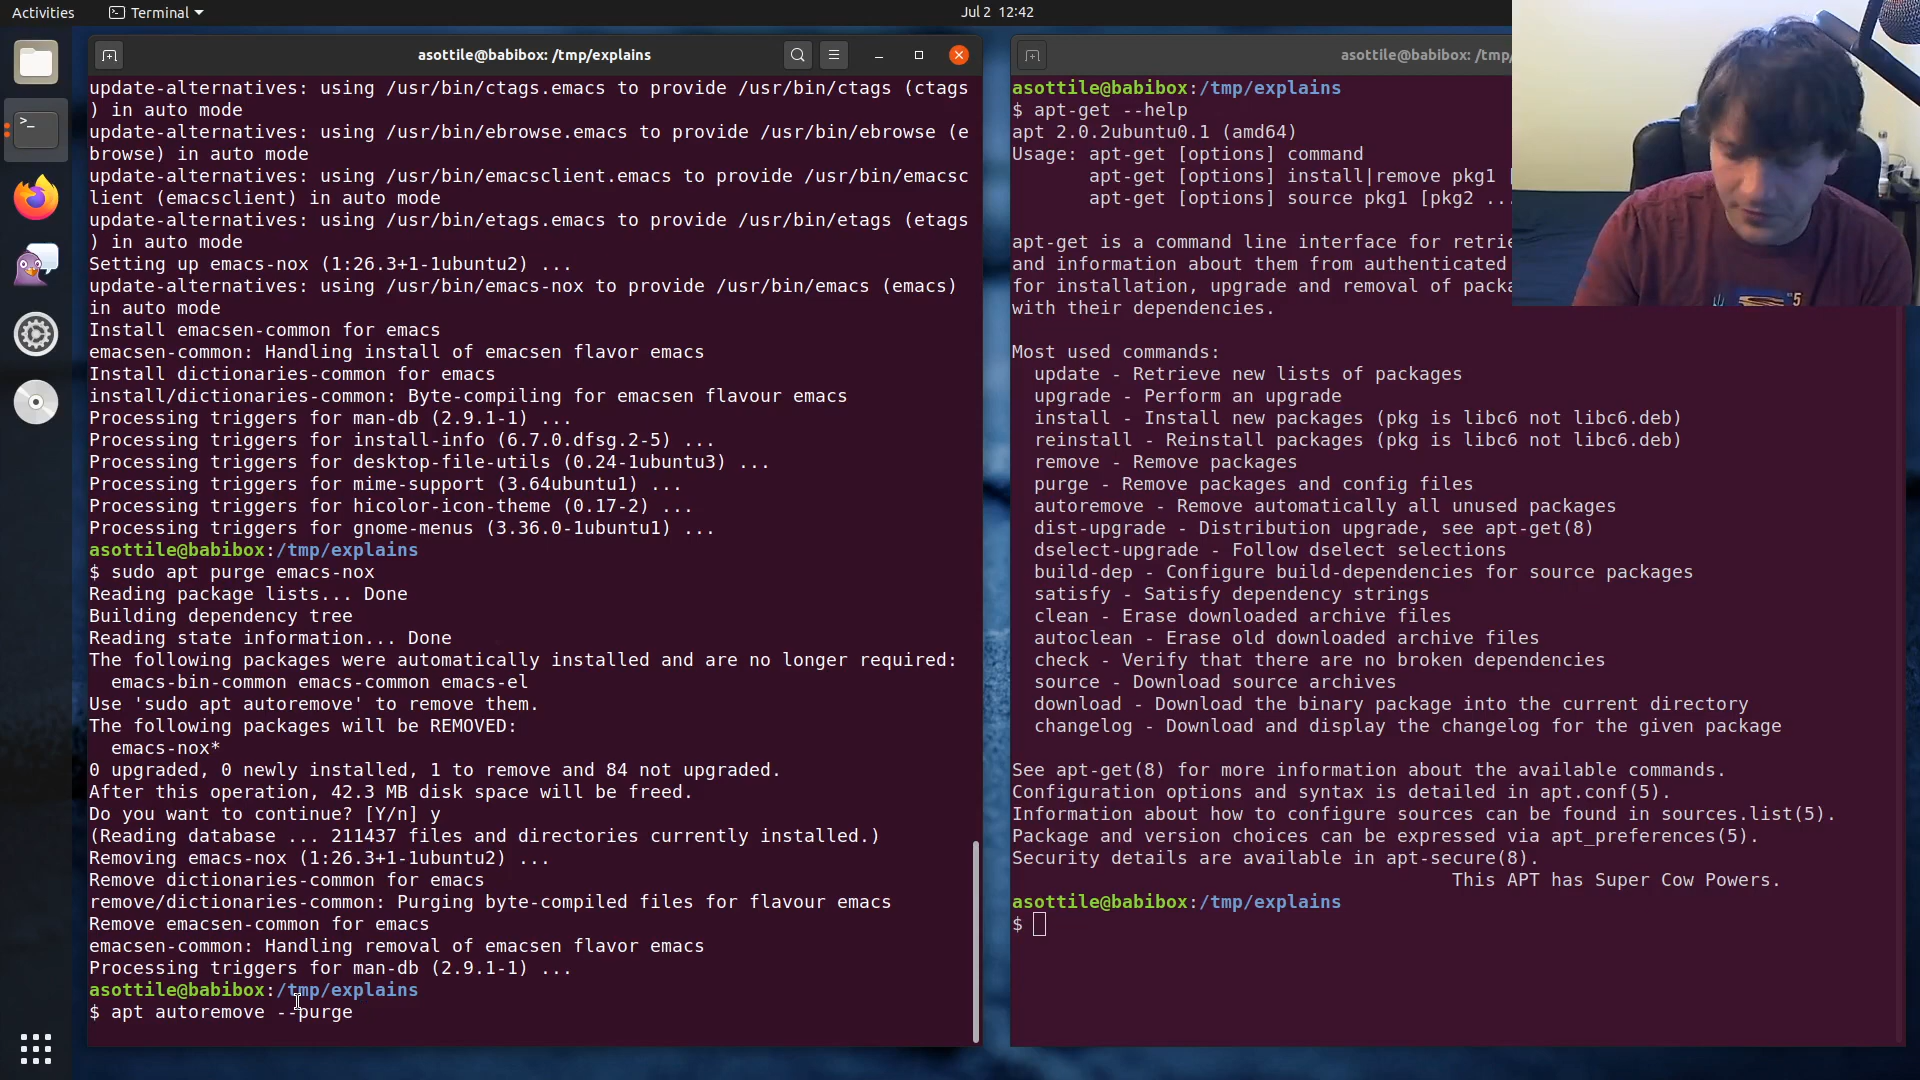 Activities
Terminal
Jul 2 12:42
asottile@babibox: /tmp/explains
update-alternatives: using /usr/bin/ctags.emacs to provide /usr/bin/ctags (ctags
) in auto mode
update-alternatives: using /usr/bin/ebrowse.emacs to provide /usr/bin/ebrowse (e
browse) in auto mode
update-alternatives: using /usr/bin/emacsclient.emacs to provide /usr/bin/emacsc
lient (emacsclient) in auto mode
update-alternatives: using /usr/bin/etags.emacs to provide /usr/bin/etags (etags
) in auto mode
Setting up emacs-nox (1:26.3+1-1ubuntu2) ...
update-alternatives: using /usr/bin/emacs-nox to provide /usr/bin/emacs (emacs)
in auto mode
Install emacsen-common for emacs
emacsen-common: Handling install of emacsen flavor emacs
Install dictionaries-common for emacs
install/dictionaries-common: Byte-compiling for emacsen flavour emacs
Processing triggers for man-db (2.9.1-1) ...
Processing triggers for install-info (6.7.0.dfsg.2-5) ...
Processing triggers for desktop-file-utils (0.24-1ubuntu3) ...
Processing triggers for mime-support (3.64ubuntu1) ...
Processing triggers for hicolor-icon-theme (0.17-2) ...
Processing triggers for gnome-menus (3.36.0-1ubuntu1) ...
asottile@babibox:/tmp/explains
$ sudo apt purge emacs-nox
Reading package lists... Done
Building dependency tree
Reading state information... Done
The following packages were automatically installed and are no longer required:
emacs-bin-common emacs-common emacs-el
Use 'sudo apt autoremove' to remove them.
The following packages will be REMOVED:
emacs-nox*
0 upgraded, 0 newly installed, 1 to remove and 84 not upgraded.
After this operation, 42.3 MB disk space will be freed.
Do you want to continue? [Y/n] y
(Reading database ... 211437 files and directories currently installed.)
Removing emacs-nox (1:26.3+1-1ubuntu2) ...
Remove dictionaries-common for emacs
remove/dictionaries-common: Purging byte-compiled files for flavour emacs
Remove emacsen-common for emacs
emacsen-common: Handling removal of emacsen flavor emacs
Processing triggers for man-db (2.9.1-1) ...
asottile@babibox:/tmp/explains
$ apt autoremove --purge
asottile@babibox: /tmp/
asottile@babibox:/tmp/explains
$ apt-get --help
apt 2.0.2ubuntu0.1 (amd64)
Usage: apt-get [options] command
apt-get [options] install|remove pkg1 [
apt-get [options] source pkg1 [pkg2 ...
apt-get is a command line interface for retrie
and information about them from authenticated
for installation, upgrade and removal of packa
with their dependencies.
Most used commands:
update - Retrieve new lists of packages
upgrade - Perform an upgrade
install - Install new packages (pkg is libc6 not libc6.deb)
reinstall - Reinstall packages (pkg is libc6 not libc6.deb)
remove - Remove packages
purge - Remove packages and config files
autoremove - Remove automatically all unused packages
dist-upgrade - Distribution upgrade, see apt-get(8)
dselect-upgrade - Follow dselect selections
build-dep - Configure build-dependencies for source packages
satisfy - Satisfy dependency strings
clean - Erase downloaded archive files
autoclean - Erase old downloaded archive files
check - Verify that there are no broken dependencies
source - Download source archives
download - Download the binary package into the current directory
changelog - Download and display the changelog for the given package
See apt-get(8) for more information about the available commands.
Configuration options and syntax is detailed in apt.conf(5).
Information about how to configure sources can be found in sources.list(5).
Package and version choices can be expressed via apt_preferences(5).
Security details are available in apt-secure(8).
This APT has Super Cow Powers.
asottile@babibox:/tmp/explains
$